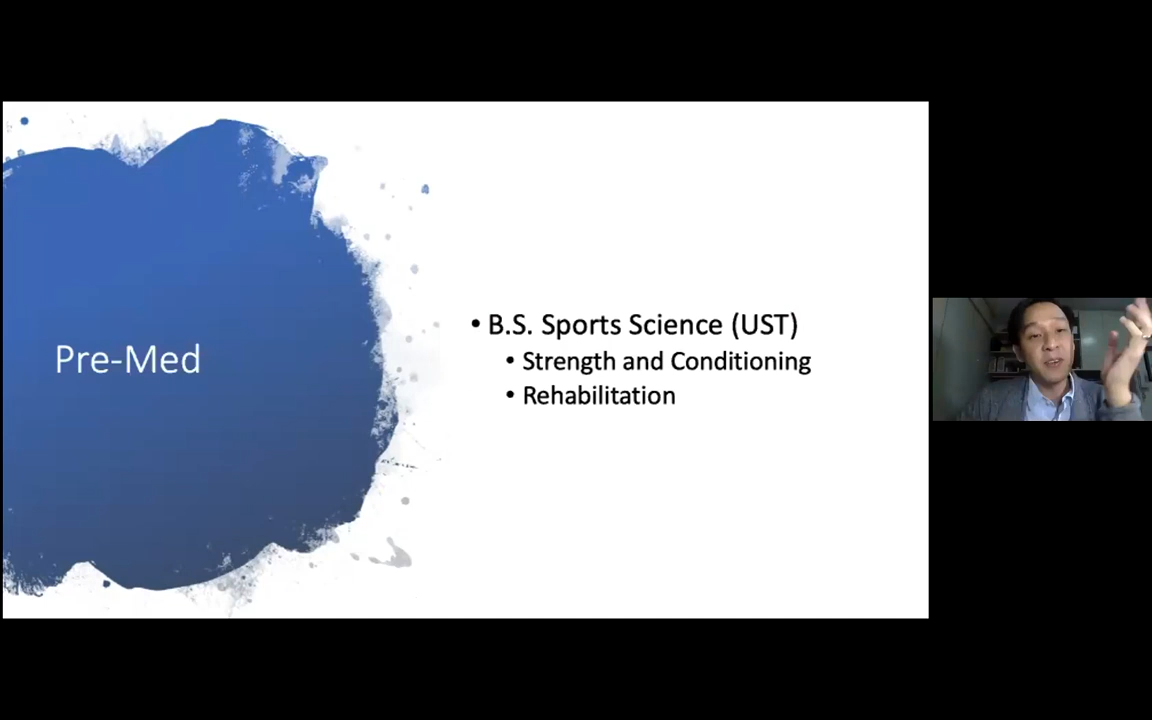 Pre-Med
• B.S. Sports Science (UST)
• Strength and Conditioning
• Rehabilitation